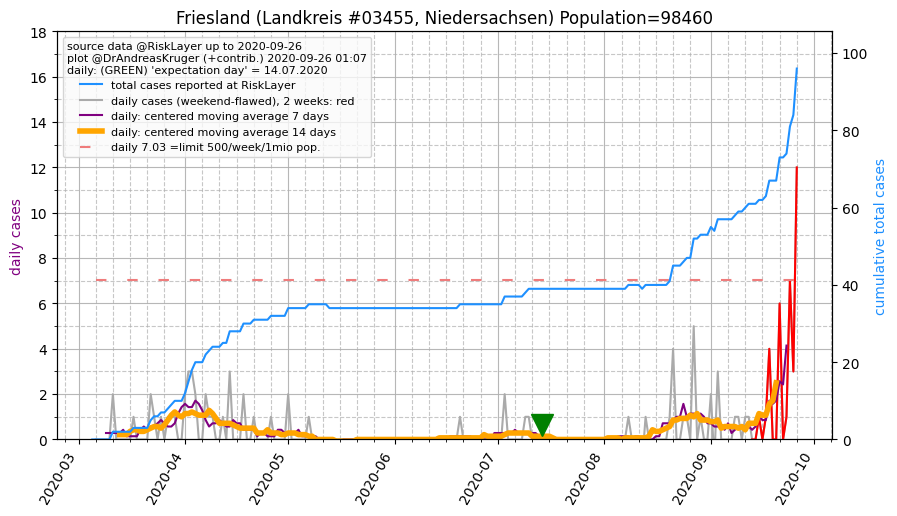 Friesland (Landkreis #03455, Niedersachsen) Population=98460
source data @RiskLayer up to 2020-09-26
plot @DrAndreasKruger (+contrib.) 2020-09-26 01:07
daily: (GREEN) 'expectation day' = 14.07.2020
total cases reported at RiskLayer
daily cases (weekend-flawed), 2 weeks: red
daily: centered moving average 7 days
daily: centered moving average 14 days
daily 7.03 =limit 500/week/1mio pop.
daily cases
18
16
14
12
10
8
6
4
2
0
cumulative total cases
100
80
60
40
20
0
2020-03
2020-04
2020-05
2020-06
2020-07
2020-08
2020-09
2020-10